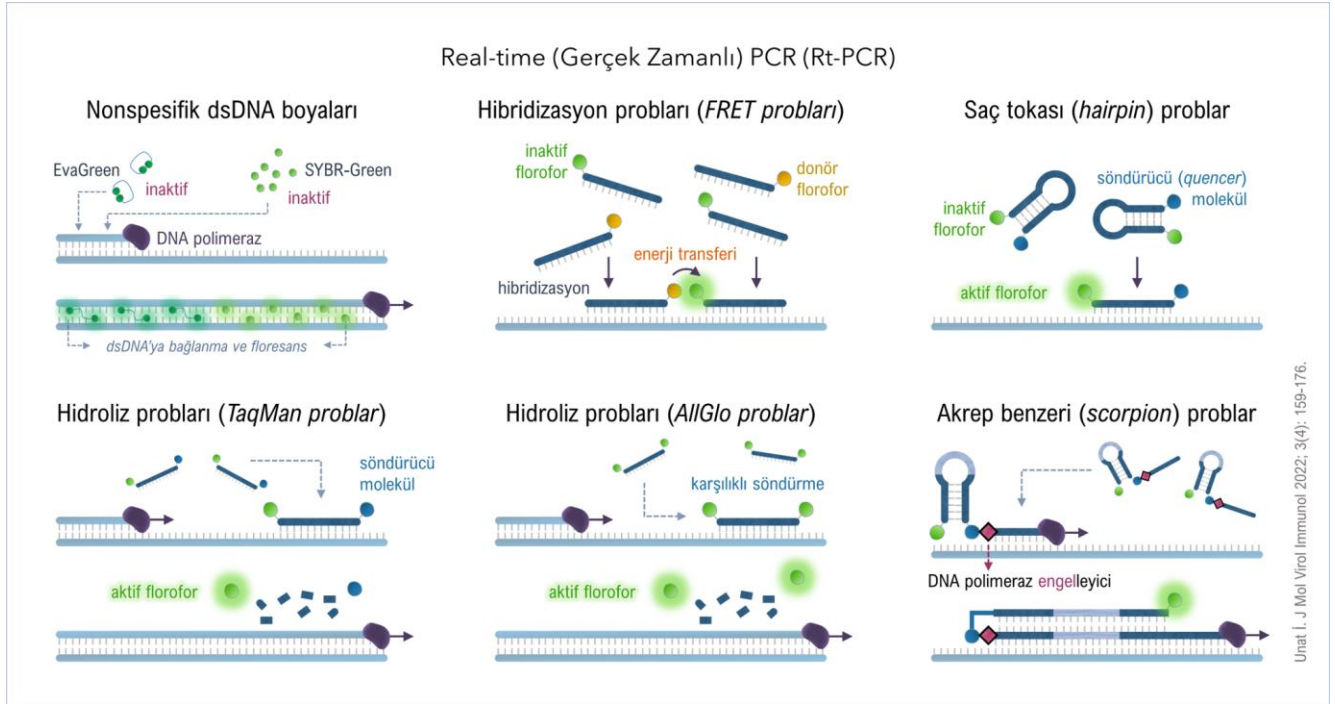 Real-time (Gerçek Zamanlı) PCR (Rt-PCR)
Nonspesifik dsDNA boyaları
EvaGreen
inaktif
SYBR-Green
inaktif
DNA polimeraz
dsDNA'ya bağlanma ve floresans
Hibridizasyon probları (FRET probları)
inaktif
florofor
donör
florofor
enerji transferi
hibridizasyon
Saç tokası (hairpin) problar
inaktif
florofor
söndürücü (quencer)
molekül
aktif florofor
Hidroliz probları (TaqMan problar)
söndürücü
molekül
aktif florofor
Hidroliz probları (AllGlo problar)
karşılıklı söndürme
aktif florofor
Akrep benzeri (scorpion) problar
DNA polimeraz engelleyici
Unat İ. J Mol Virol Immunol 2022; 3(4): 159-176.